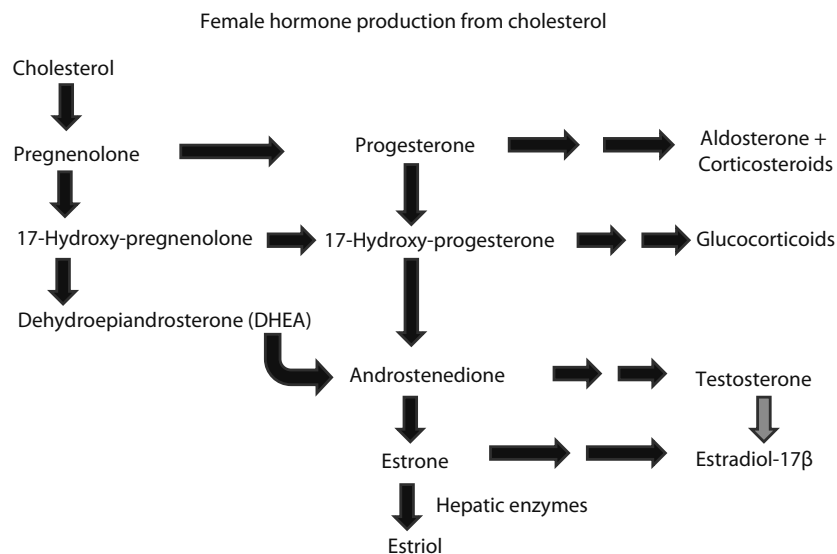 Female hormone production from cholesterol
Cholesterol
Pregnenolone
Progesterone
Aldosterone +
Corticosteroids
17-Hydroxy-pregnenolone
17-Hydroxy-progesterone
Glucocorticoids
Dehydroepiandrosterone (DHEA)
Androstenedione
Testosterone
Estrone
Estradiol-17β
Hepatic enzymes
Estriol